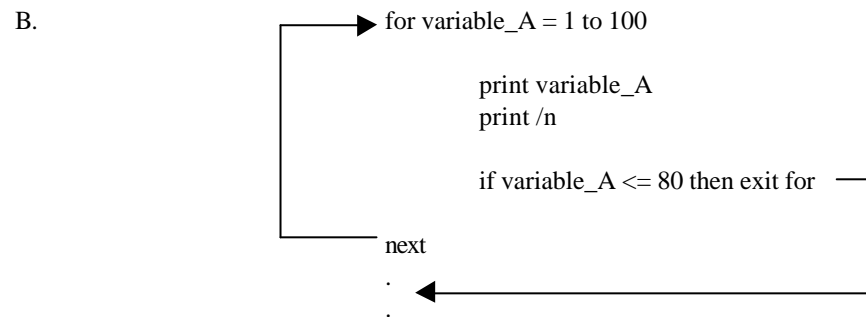 B. for variable_A = 1 to 100
print variable_A
print /n
if variable_A <= 80 then exit for
next
.
.